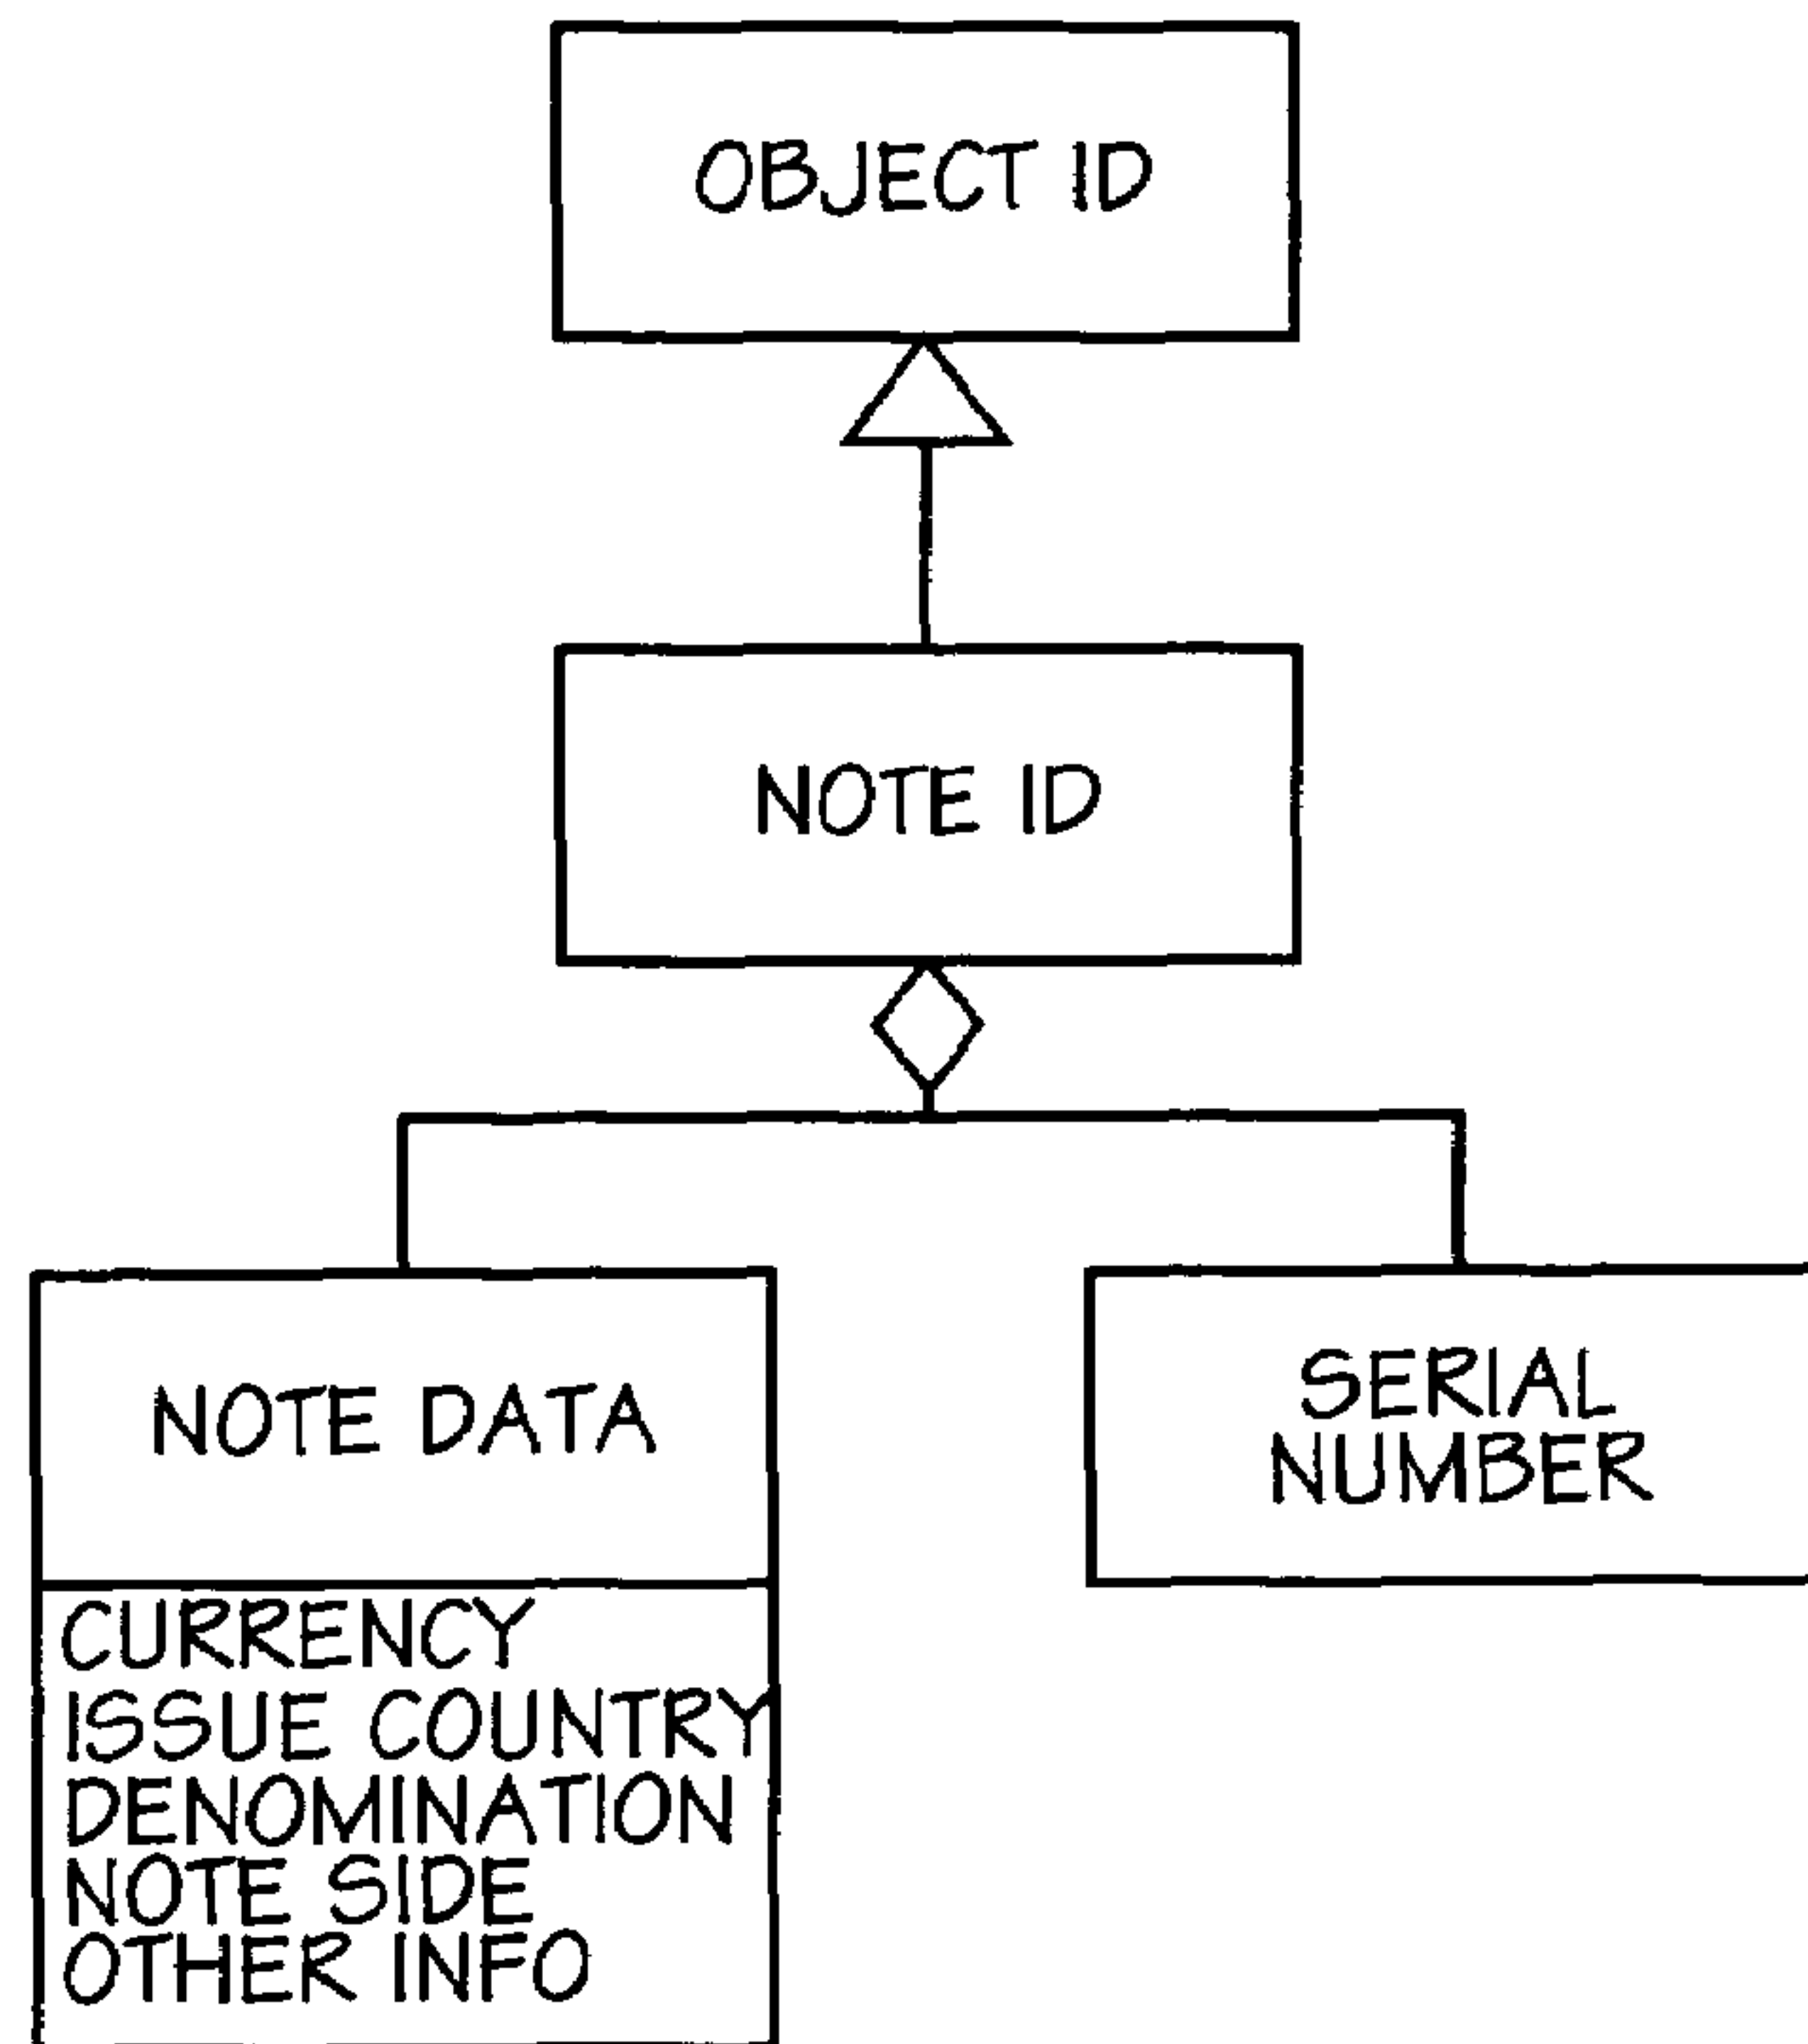 OBJECT ID
NOTE ID
NOTE DATA
SERIAL
NUMBER
CURRENCY
ISSUE COUNTRY
DENOMINATION
NOTE SIDE
OTHER INFO